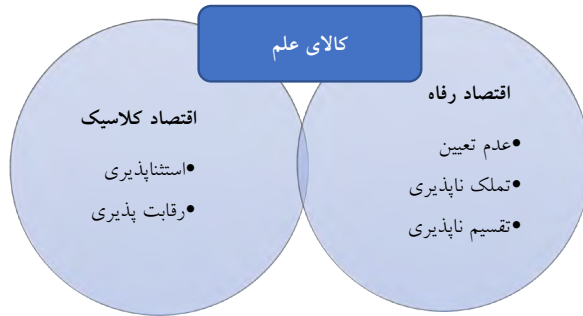 کالای علم
اقتصاد رفاه
•عدم تعیین
•تملک ناپذیری
•تقسیم ناپذیری
اقتصاد کلاسیک
•استثناپذیری
•رقابت پذیری